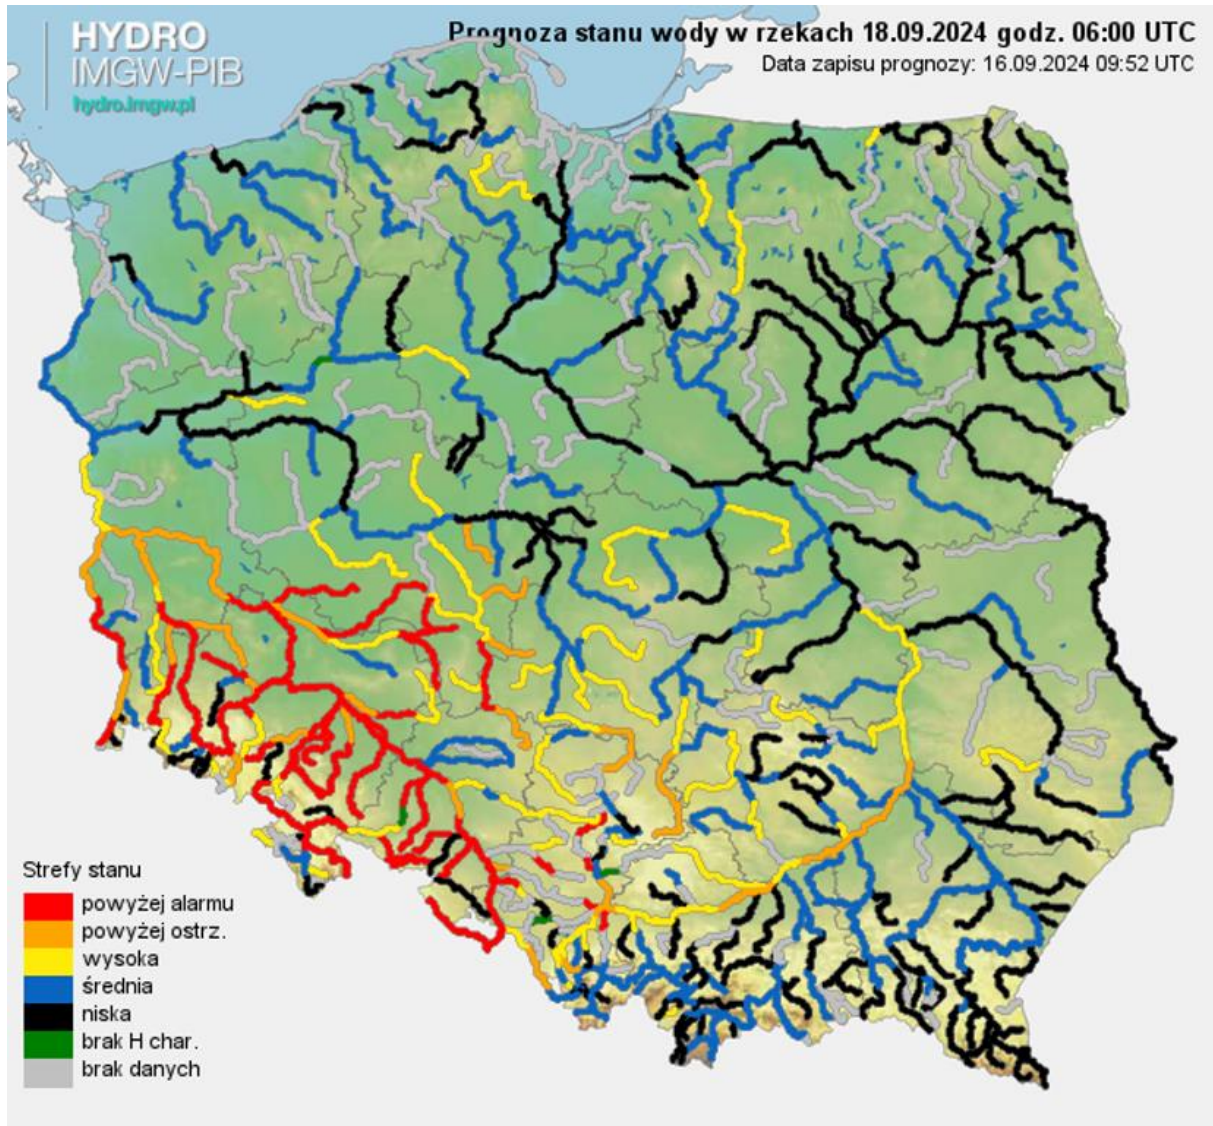 HYDRO
IMGW-PIB
hydro.imgw.pl
Prognoza stanu wody w rzekach 18.09.2024 godz. 06:00 UTC
Data zapisu prognozy: 16.09.2024 09:52 UTC
Strefy stanu
powyżej alarmu
powyżej ostrz.
wysoka
średnia
niska
brak H char.
brak danych